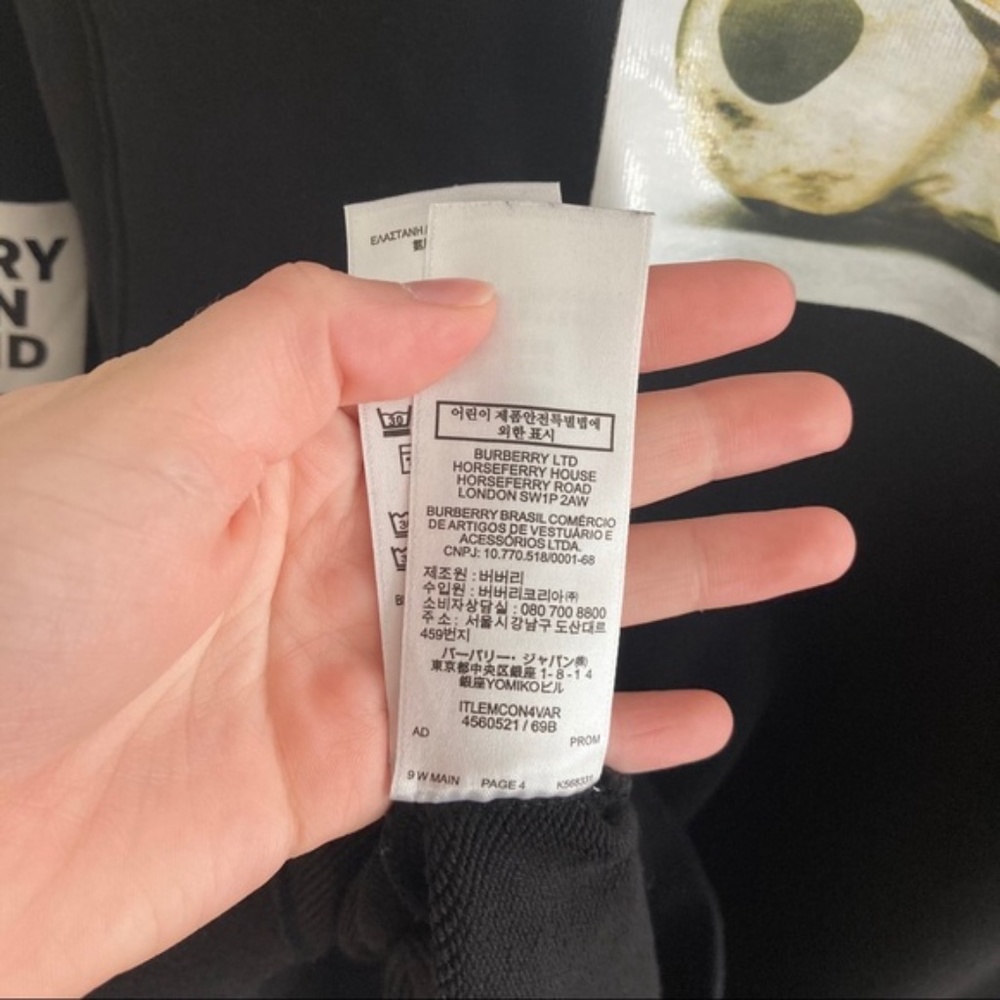 RY
N
ND
ΕΛΑΣΤΑΝΗ
30
어린이 제품안전특별법에
의한 표시
BURBERRY LTD
HORSEFERRY HOUSE
HORSEFERRY ROAD
LONDON SW1P 2AW
BURBERRY BRASIL COMÉRCIO
DE ARTIGOS DE VESTUÁRIO E
ACESSÓRIOS LTDA.
CNPJ: 10.770.518/0001-68
제조원 : 버버리
수입원 : 버버리코리아㈜
소비자상담실 : 080 700 8800
주소: 서울시강남구 도산대로
459번지
バーバリー・ジャパン㈱
東京都中央区銀座 1-8-14
銀座YOMIKOビル
ITLEMCON4VAR
4560521 / 69B
AD PROM
9 W MAIN PAGE 4